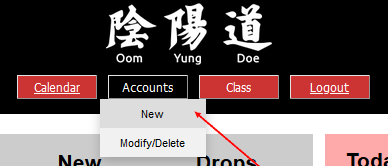 陰陽道
Oom Yung Doe
Calendar Accounts Class Logout
New
Modify/Delete
New Drops Toda